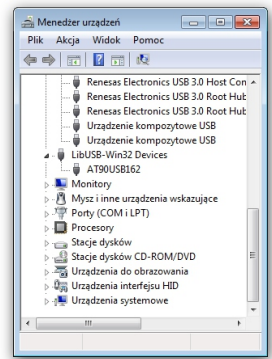 Menedżer urządzeń
Plik Akcja Widok Pomoc
Renesas Electronics USB 3.0 Host Con
Renesas Electronics USB 3.0 Root Hub
Renesas Electronics USB 3.0 Root Hub
Urządzenie kompozytowe USB
Urządzenie kompozytowe USB
LibUSB-Win32 Devices
AT90USB162
Monitory
Mysz i inne urządzenia wskazujące
Porty (COM i LPT)
Procesory
Stacje dysków
Stacje dysków CD-ROM/DVD
Urządzenia do obrazowania
Urządzenia interfejsu HID
Urządzenia systemowe